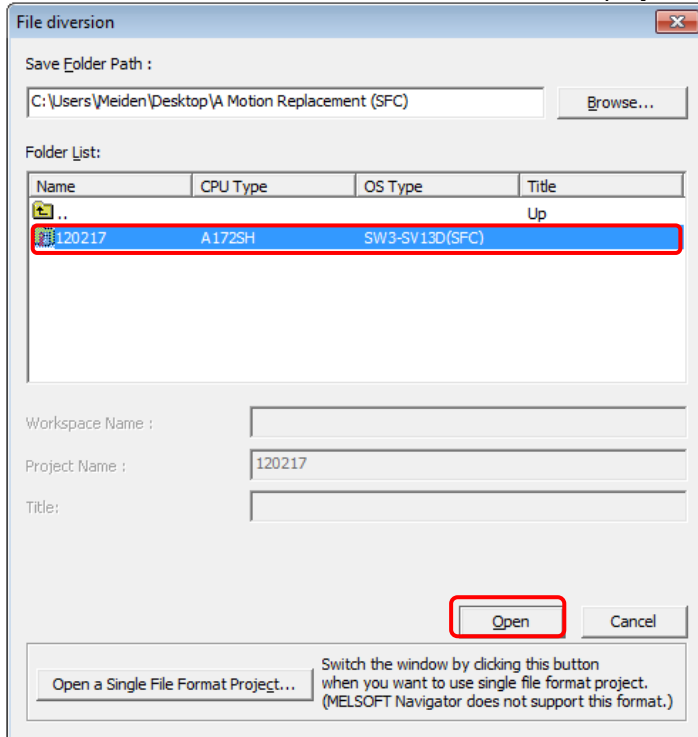 File diversion
Save Folder Path :
C:\Users\Meiden\Desktop\A Motion Replacement (SFC)
Browse...
Folder List:
Name CPU Type OS Type Title
.. Up
120217 A172SH SW3-SV13D(SFC)
Workspace Name :
Project Name : 120217
Title:
Open Cancel
Open a Single File Format Project...
Switch the window by clicking this button
when you want to use single file format project.
(MELSOFT Navigator does not support this format.)